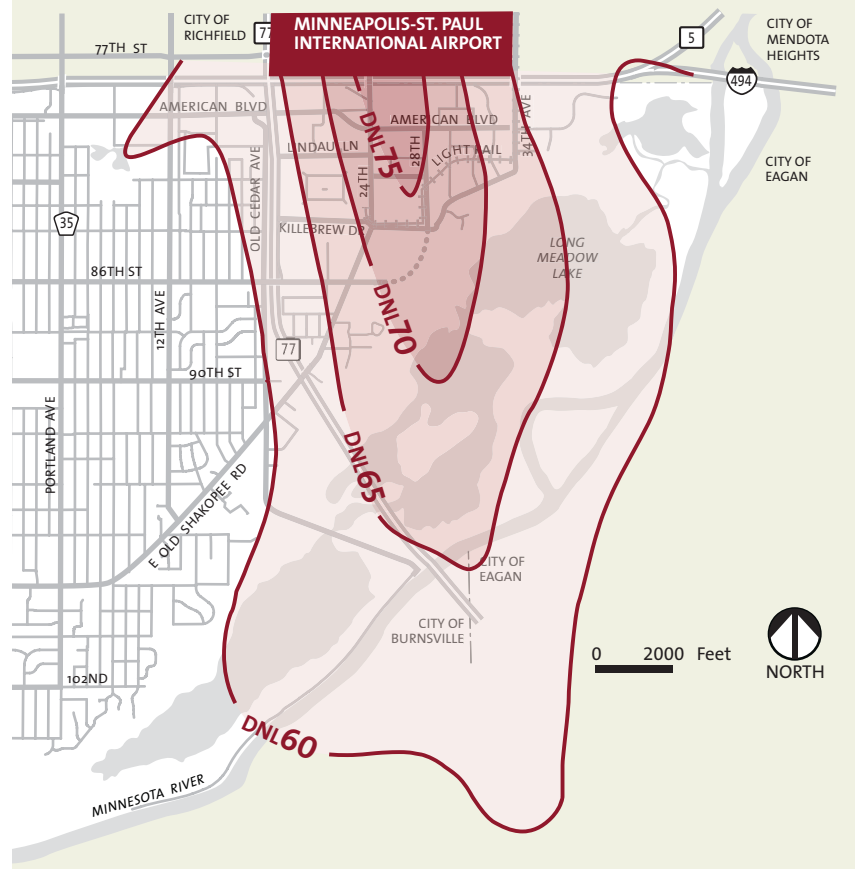 CITY OF
RICHFIELD
77
MINNEAPOLIS-ST. PAUL
INTERNATIONAL AIRPORT
5
CITY OF
MENDOTA
HEIGHTS
77TH ST
494
AMERICAN BLVD
AMERICAN BLVD
34TH AVE
DNL75
28TH
LINDAU LN
LIGHT RAIL
CITY OF
EAGAN
OLD CEDAR AVE
24TH
35
KILLEBREW DR
LONG
MEADOW
LAKE
86TH ST
12TH AVE
DNL70
77
90TH ST
PORTLAND AVE
DNL65
E OLD SHAKOPEE RD
CITY OF
EAGAN
CITY OF
BURNSVILLE
0 2000 Feet
NORTH
102ND
DNL60
MINNESOTA RIVER